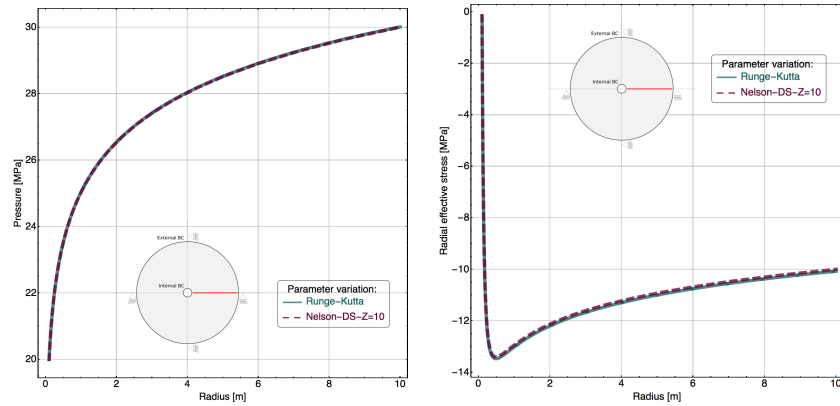 30
28
26
24
22
20
Pressure [MPa]
External BC
Internal BC
Parameter variation:
Runge-Kutta
Nelson-DS-Z=10
0 2 4 6 8 10
Radius [m]
0
-2
-4
-6
-8
-10
-12
-14
Radial effective stress [MPa]
External BC
Internal BC
Parameter variation:
Runge-Kutta
Nelson-DS-Z=10
0 2 4 6 8 10
Radius [m]